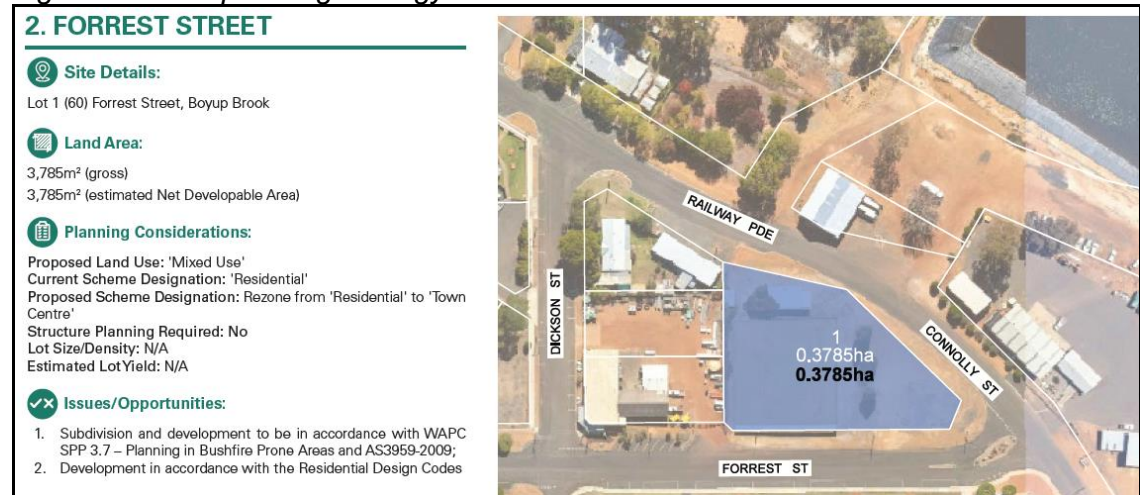 2. FORREST STREET
Site Details:
Lot 1 (60) Forrest Street, Boyup Brook
Land Area:
3,785m² (gross)
3,785m² (estimated Net Developable Area)
Planning Considerations:
Proposed Land Use: 'Mixed Use'
Current Scheme Designation: 'Residential'
Proposed Scheme Designation: Rezone from 'Residential' to 'Town
Centre'
Structure Planning Required: No
Lot Size/Density: N/A
Estimated Lot Yield: N/A
Issues/Opportunities:
1. Subdivision and development to be in accordance with WAPC
SPP 3.7 – Planning in Bushfire Prone Areas and AS3959-2009;
2. Development in accordance with the Residential Design Codes
RAILWAY PDE
DICKSON ST
CONNOLLY ST
1
0.3785ha
0.3785ha
FORREST ST